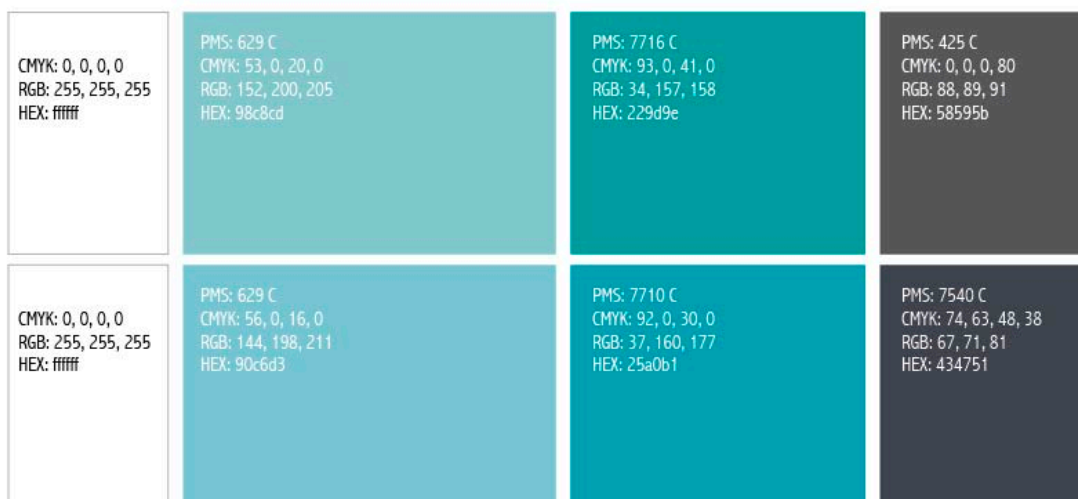 CMYK: 0, 0, 0, 0
RGB: 255, 255, 255
HEX: ffffff
PMS: 629 C
CMYK: 53, 0, 20, 0
RGB: 152, 200, 205
HEX: 98c8cd
PMS: 7716 C
CMYK: 93, 0, 41, 0
RGB: 34, 157, 158
HEX: 229d9e
PMS: 425 C
CMYK: 0, 0, 0, 80
RGB: 88, 89, 91
HEX: 58595b
CMYK: 0, 0, 0, 0
RGB: 255, 255, 255
HEX: ffffff
PMS: 629 C
CMYK: 56, 0, 16, 0
RGB: 144, 198, 211
HEX: 90c6d3
PMS: 7710 C
CMYK: 92, 0, 30, 0
RGB: 37, 160, 177
HEX: 25a0b1
PMS: 7540 C
CMYK: 74, 63, 48, 38
RGB: 67, 71, 81
HEX: 434751